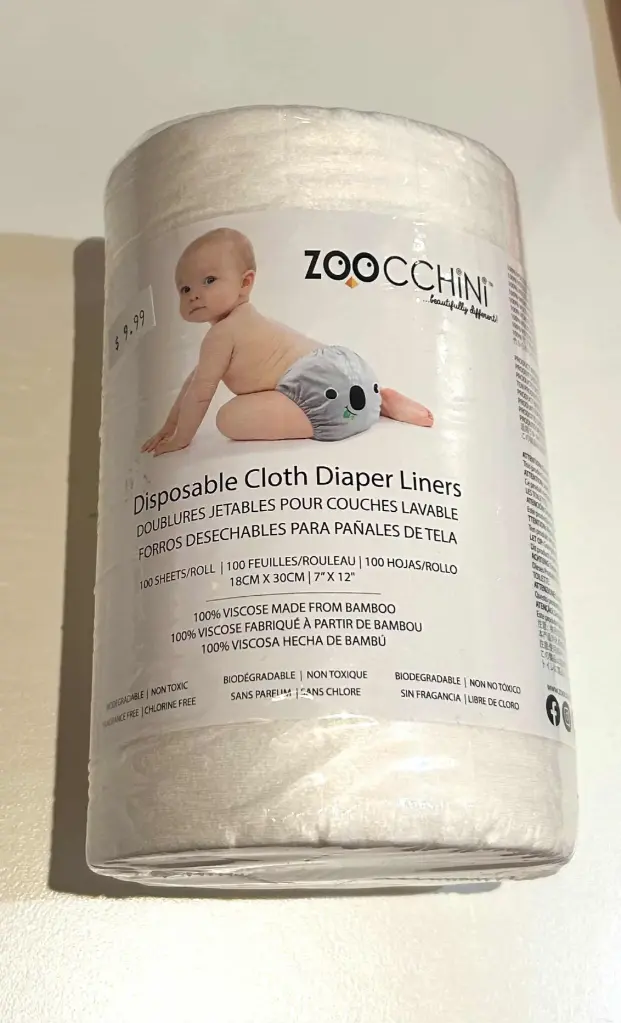 ZOOCCHiNi™
...beautifully different!
$ 9.99
Disposable Cloth Diaper Liners
DOUBLURES JETABLES POUR COUCHES LAVABLE
FORROS DESECHABLES PARA PAÑALES DE TELA
100 SHEETS/ROLL | 100 FEUILLES/ROULEAU | 100 HOJAS/ROLLO
18CM X 30CM | 7" X 12"
100% VISCOSE MADE FROM BAMBOO
100% VISCOSE FABRIQUÉ À PARTIR DE BAMBOU
100% VISCOSA HECHA DE BAMBÚ
BIODEGRADABLE | NON TOXIC
FRAGRANCE FREE | CHLORINE FREE
BIODÉGRADABLE | NON TOXIQUE
SANS PARFUM | SANS CHLORE
BIODEGRADABLE | NON NO TÓXICO
SIN FRAGANCIA | LIBRE DE CLORO